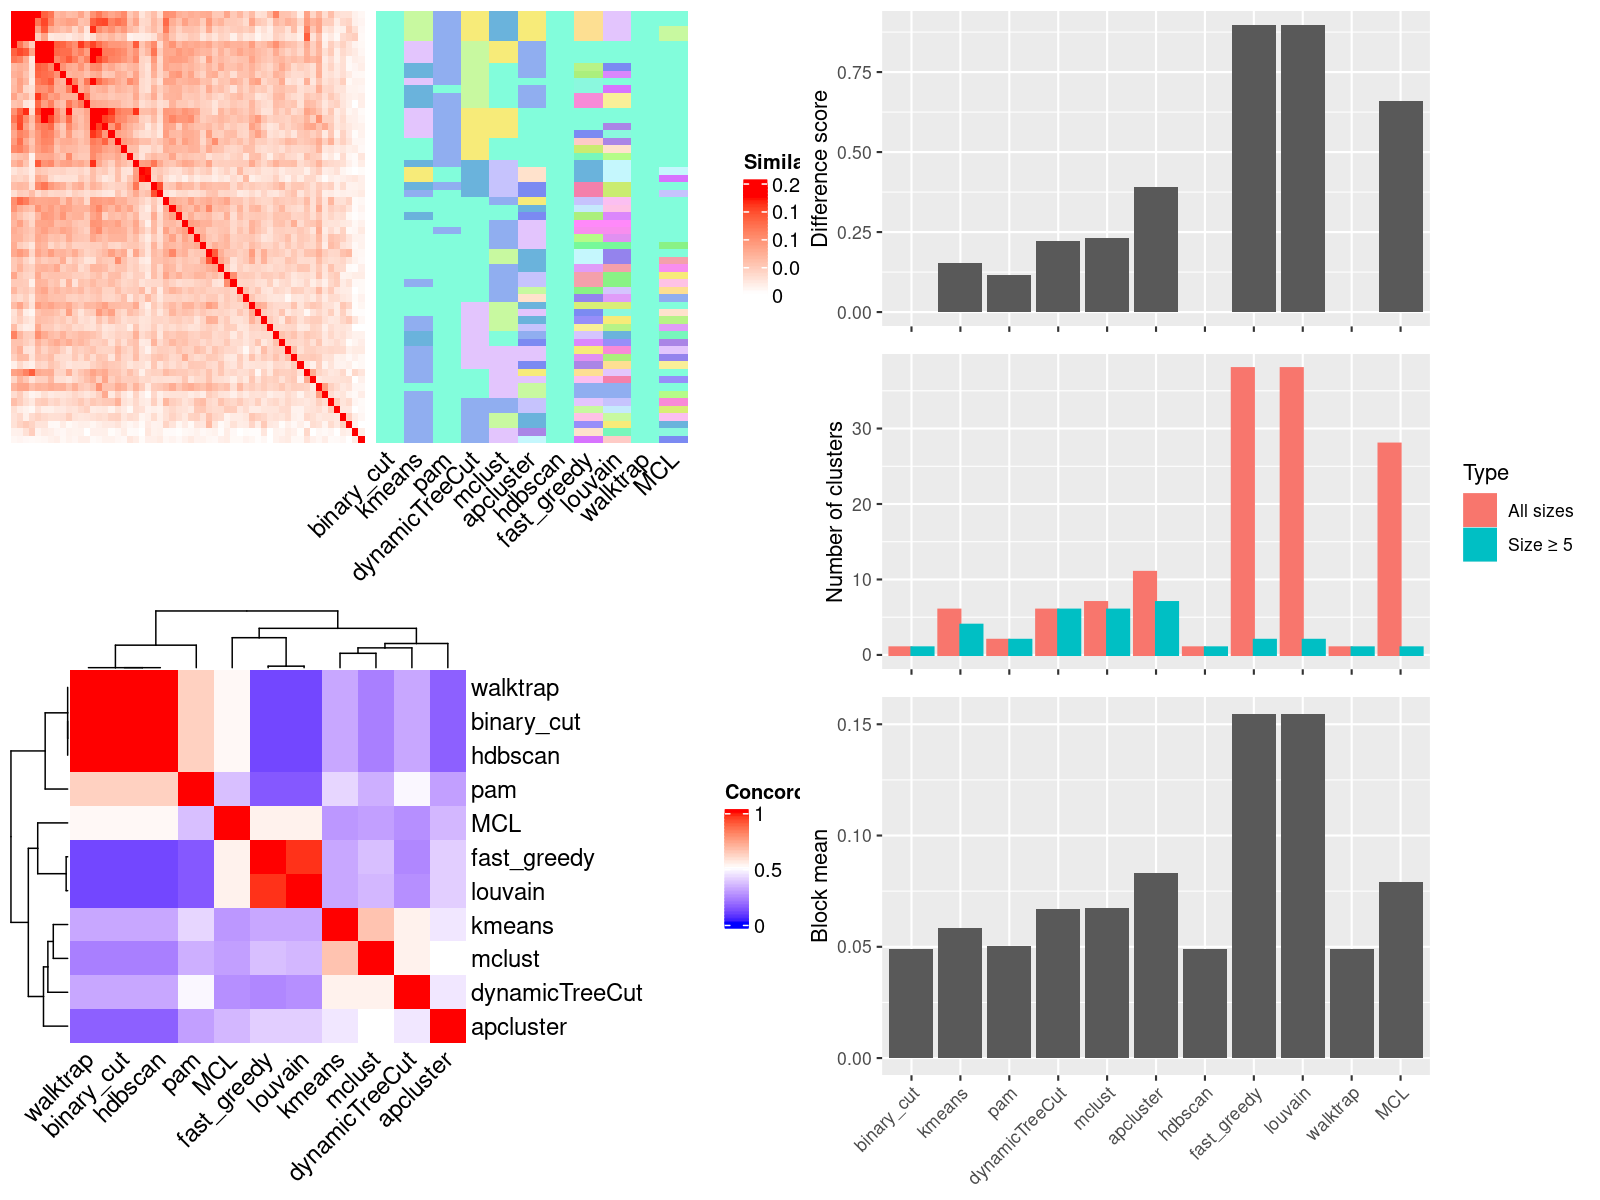 Simila
0.2
0.1
0.1
0.0
0
binary_cut
kmeans
pam
dynamicTreeCut
mclust
apcluster
hdbscan
fast_greedy
louvain
walktrap
MCL
Difference score
0.75
0.50
0.25
0.00
Number of clusters
30
20
10
0
Type
All sizes
Size ≥ 5
walktrap
binary_cut
hdbscan
pam
MCL
fast_greedy
louvain
kmeans
mclust
dynamicTreeCut
apcluster
walktrap
binary_cut
hdbscan
pam
MCL
fast_greedy
louvain
kmeans
mclust
dynamicTreeCut
apcluster
Concord
1
0.5
0
Block mean
0.15
0.10
0.05
0.00
binary_cut
kmeans
pam
dynamicTreeCut
mclust
apcluster
hdbscan
fast_greedy
louvain
walktrap
MCL